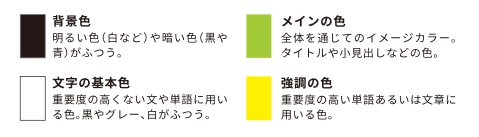 背景色
明るい色（白など）や暗い色（黒や
青）がふつう。
メインの色
全体を通じてのイメージカラー。
タイトルや小見出しなどの色。
文字の基本色
重要度の高くない文や単語に用い
る色。黒やグレー、白がふつう。
強調の色
重要度の高い単語あるいは文章に
用いる色。